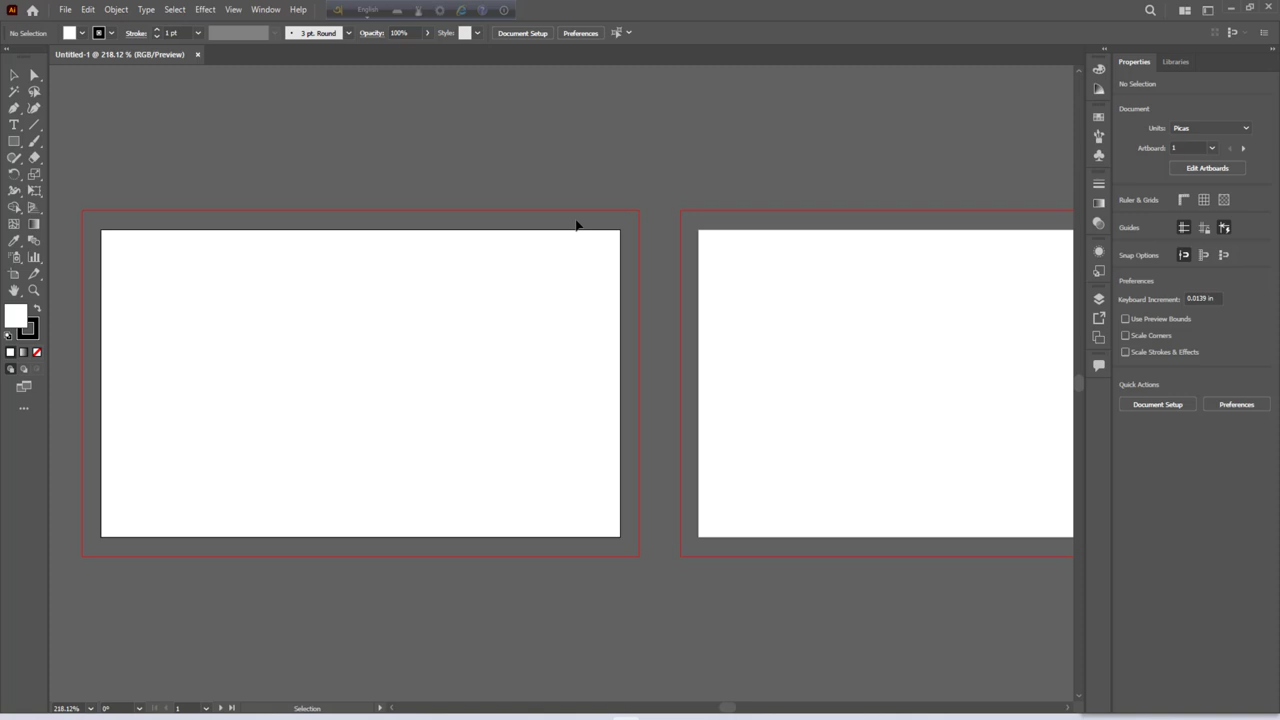 Ai File Edit Object Type Select Effect View Window Help English
No Selection Stroke: 1 pt 3 pt. Round Opacity: 100% Style: Document Setup Preferences
Untitled-1 @ 218.12 % (RGB/Preview)
Properties Libraries
No Selection
Document
Units: Picas
Artboard: 1
Edit Artboards
Ruler & Grids
Guides
Snap Options
Preferences
Keyboard Increment: 0.0139 in
Use Preview Bounds
Scale Corners
Scale Strokes & Effects
Quick Actions
Document Setup Preferences
218.12% 0° 1 Selection